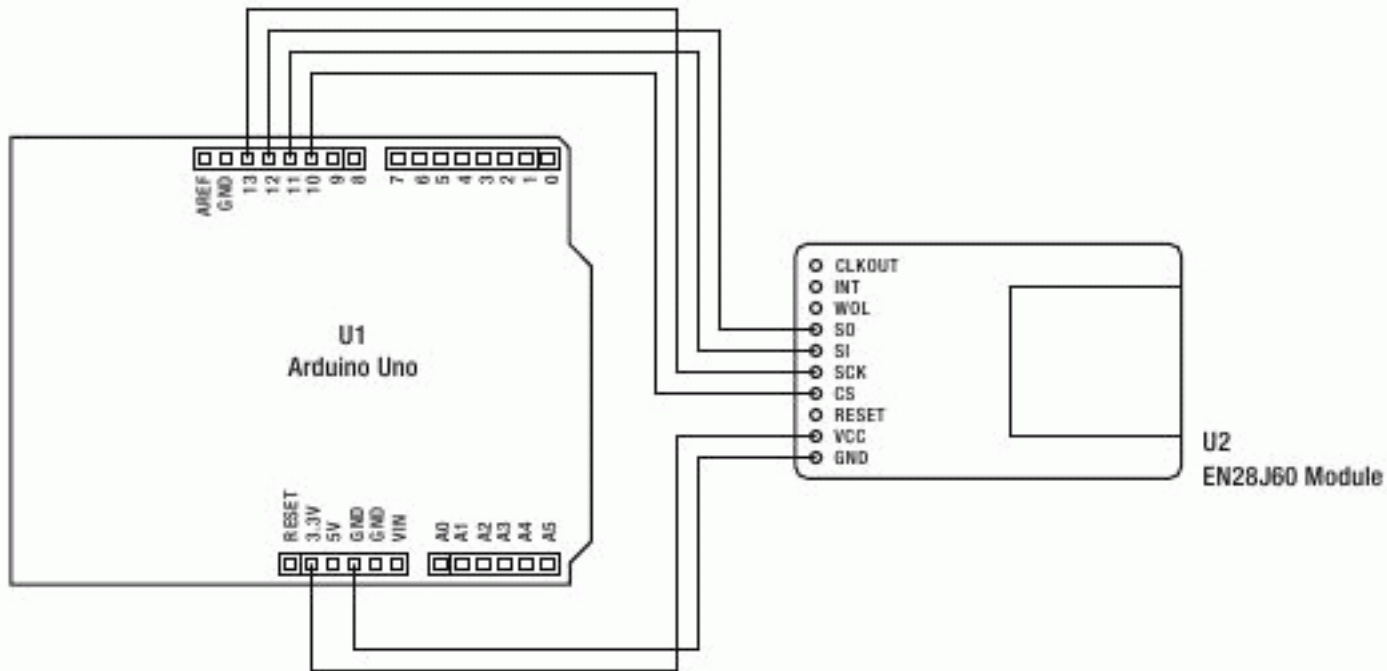 AREF
GND
13
12
11
10
9
8
7
6
5
4
3
2
1
0
U1
Arduino Uno
CLKOUT
INT
WOL
SO
SI
SCK
CS
RESET
VCC
GND
U2
EN28J60 Module
RESET
3.3V
5V
GND
GND
VIN
A0
A1
A2
A3
A4
A5